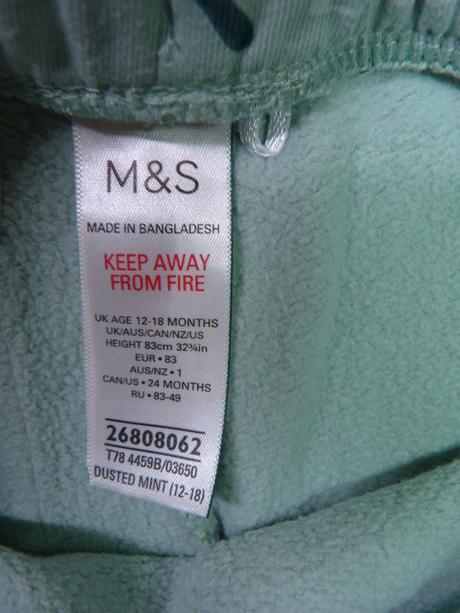 M&S
MADE IN BANGLADESH
KEEP AWAY
FROM FIRE
UK AGE 12-18 MONTHS
UK/AUS/CAN/NZ/US
HEIGHT 83cm 32¾in
EUR • 83
AUS/NZ • 1
CAN/US • 24 MONTHS
RU • 83-49
26808062
T78 4459B/03650
DUSTED MINT (12-18)